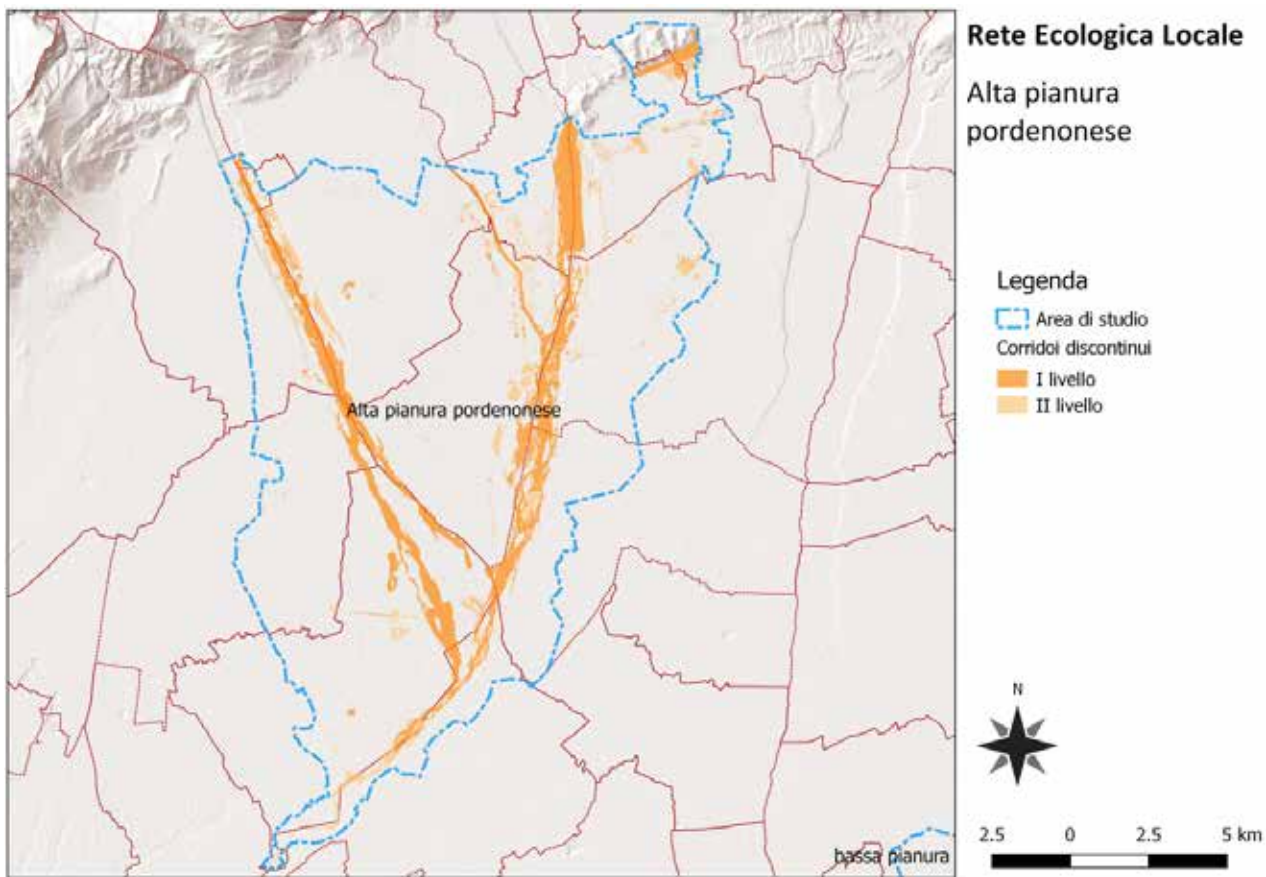 Rete Ecologica Locale
Alta pianura
pordenonese
Legenda
Area di studio
Corridoi discontinui
I livello
II livello
Alta pianura pordenonese
bassa pianura
N
2.5 0 2.5 5 km